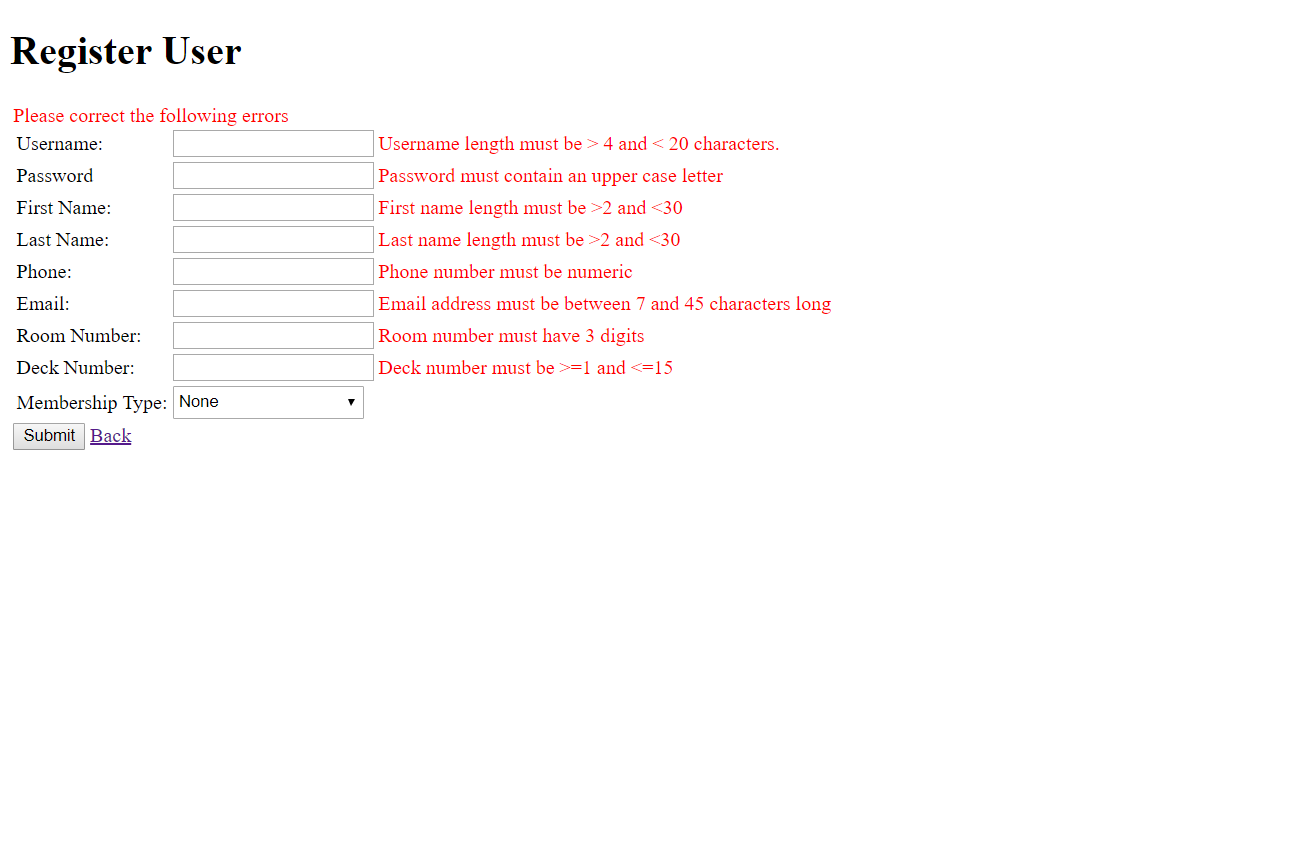 Register User
Please correct the following errors
Username: Username length must be > 4 and < 20 characters.
Password Password must contain an upper case letter
First Name: First name length must be >2 and <30
Last Name: Last name length must be >2 and <30
Phone: Phone number must be numeric
Email: Email address must be between 7 and 45 characters long
Room Number: Room number must have 3 digits
Deck Number: Deck number must be >=1 and <=15
Membership Type: None
Submit Back